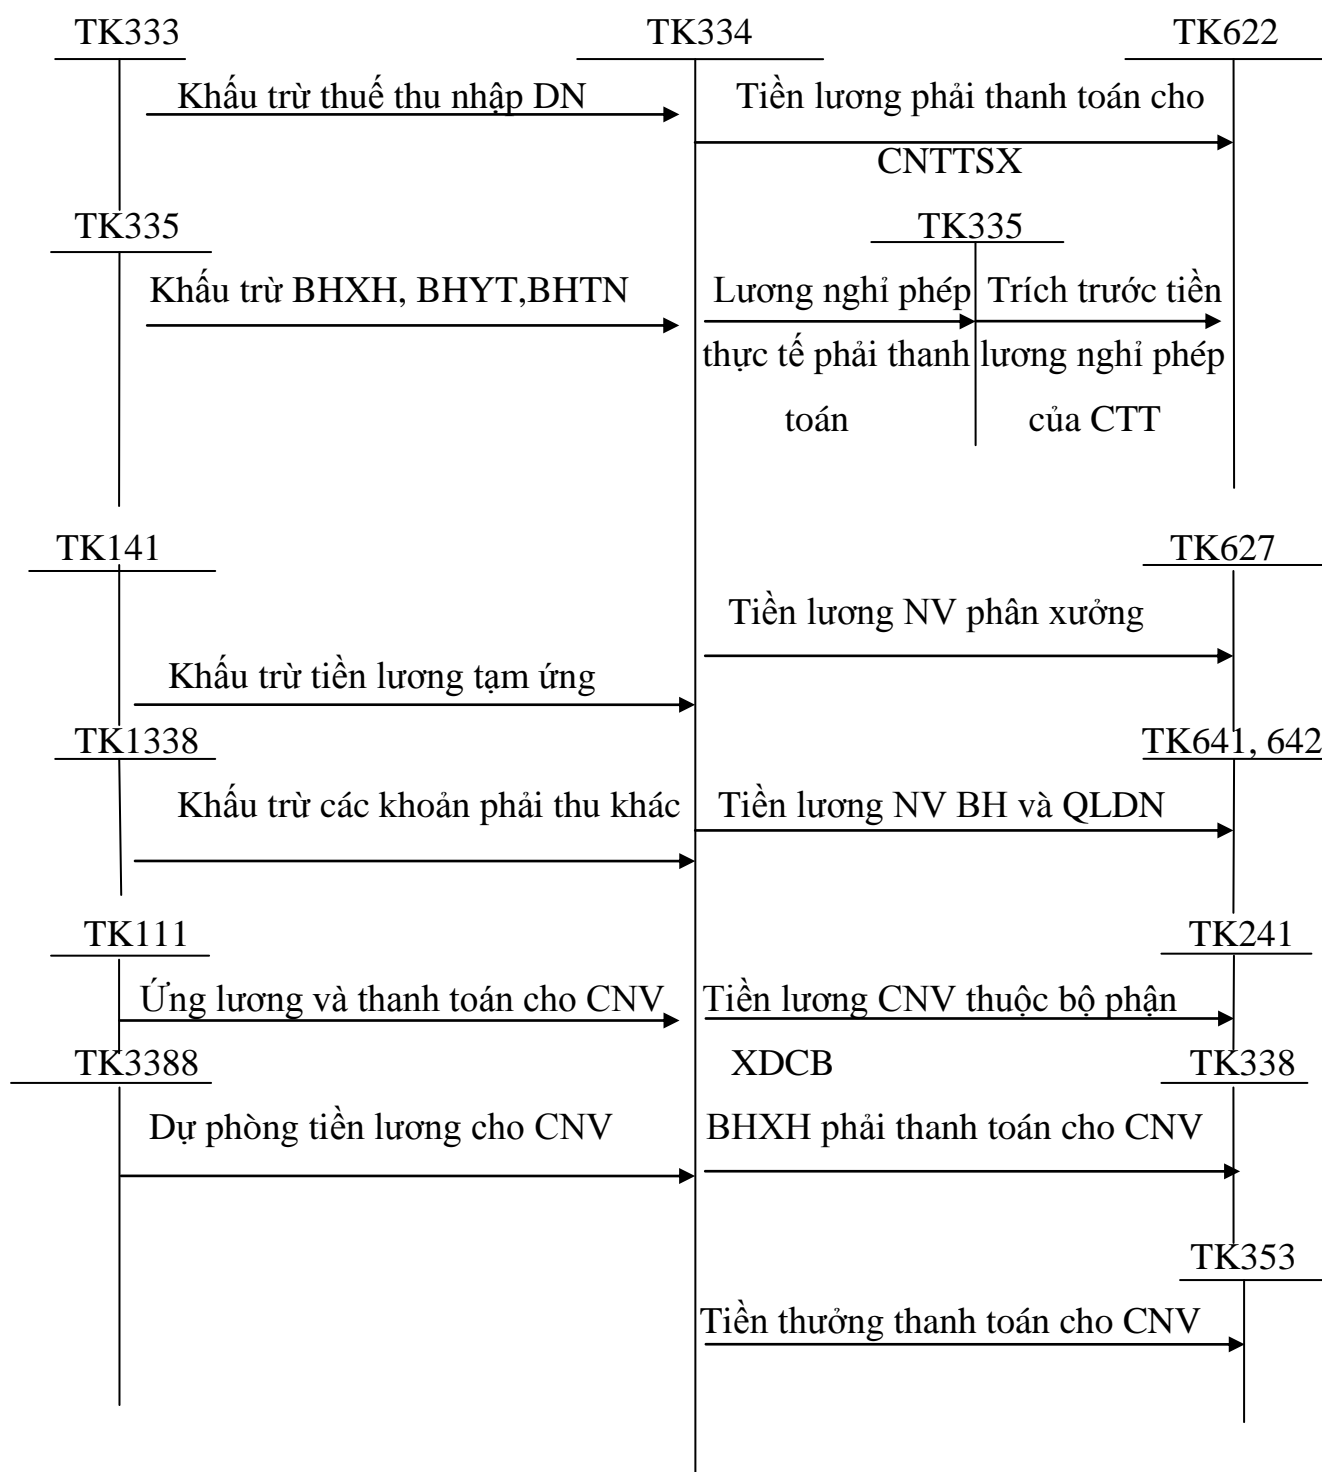 TK333 TK334 TK622
Khấu trừ thuế thu nhập DN
Tiền lương phải thanh toán cho
CNTTSX
TK335
TK335
Khấu trừ BHXH, BHYT,BHTN
Lương nghỉ phép
thực tế phải thanh
toán
Trích trước tiền
lương nghỉ phép
của CTT
TK141
TK627
Tiền lương NV phân xưởng
Khấu trừ tiền lương tạm ứng
TK1338
TK641, 642
Khấu trừ các khoản phải thu khác
Tiền lương NV BH và QLDN
TK111
TK241
Ứng lương và thanh toán cho CNV
Tiền lương CNV thuộc bộ phận
XDCB
TK3388
TK338
Dự phòng tiền lương cho CNV
BHXH phải thanh toán cho CNV
TK353
Tiền thưởng thanh toán cho CNV